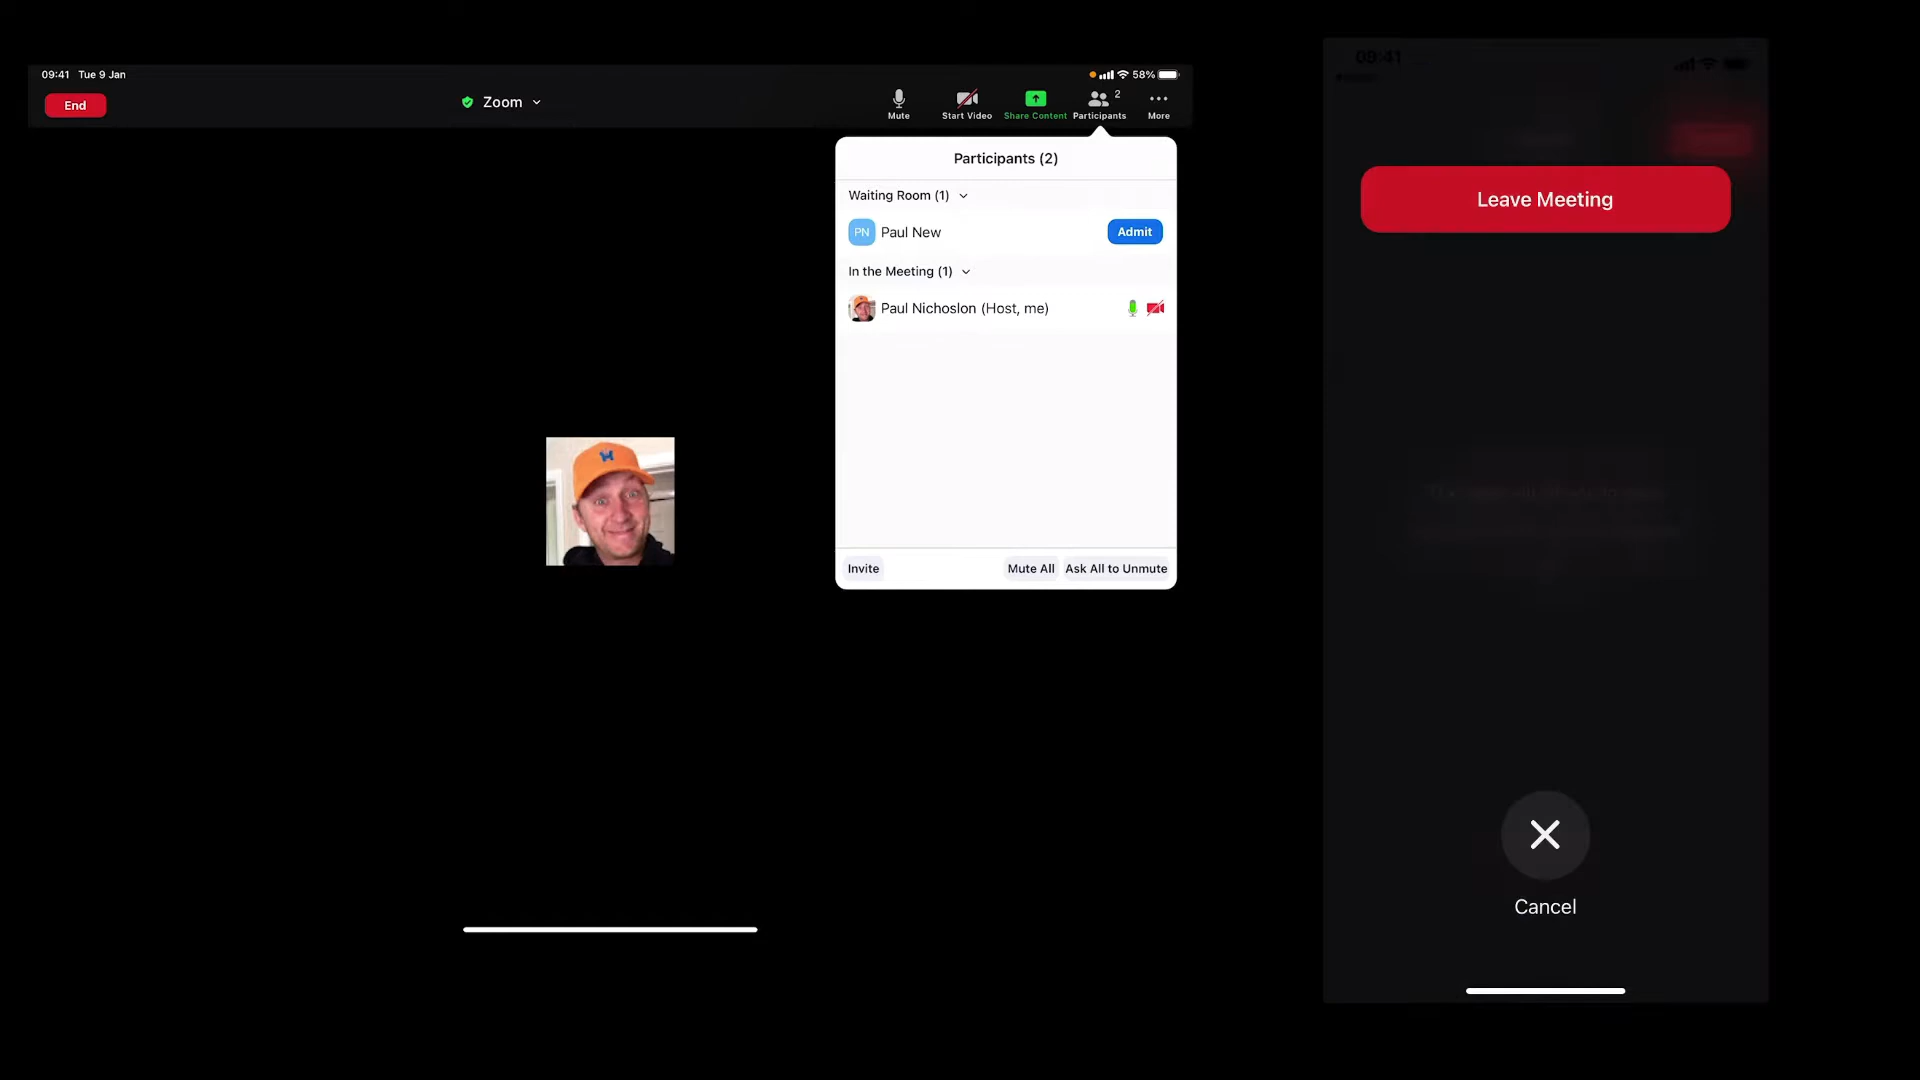 09:41 Tue 9 Jan
58%
End
Zoom
Mute
Start Video
Share Content
2
Participants
More
Participants (2)
Waiting Room (1)
PN
Paul New
Admit
In the Meeting (1)
Paul Nichoslon (Host, me)
Invite
Mute All
Ask All to Unmute
09:41
Leave Meeting
Cancel